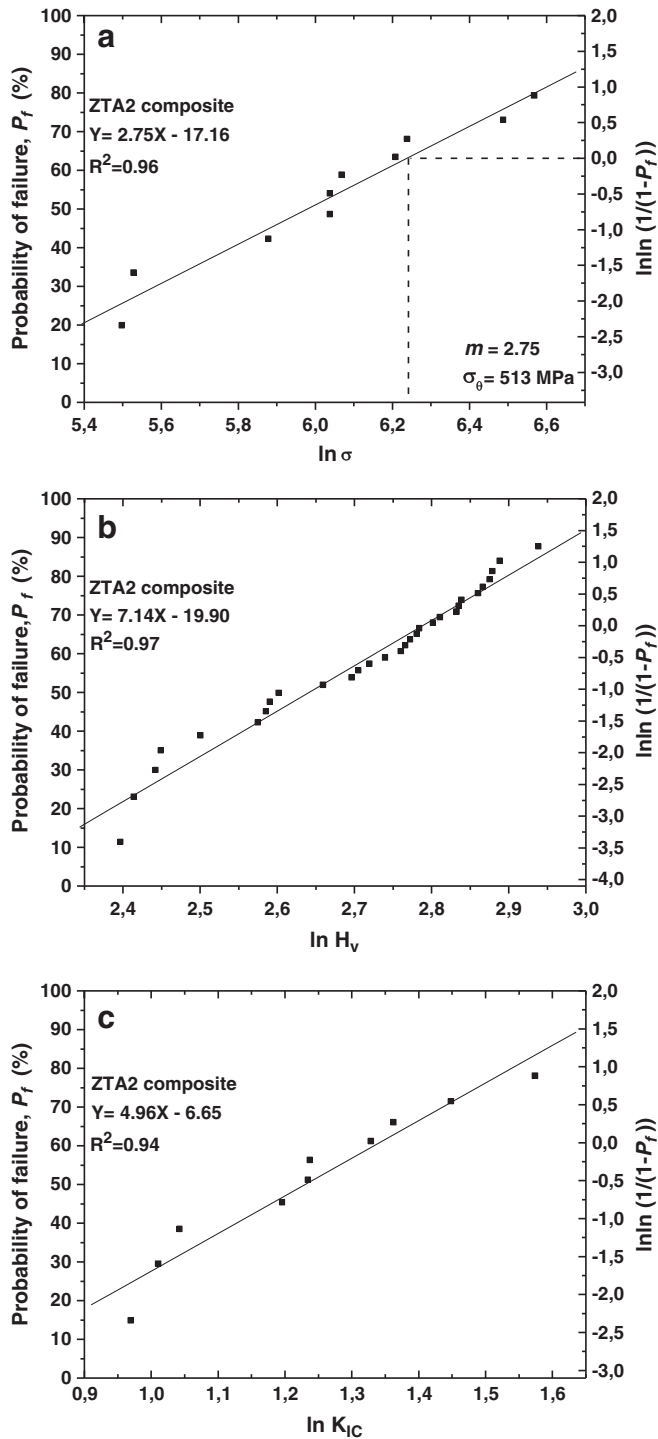 a
Probability of failure, P_f (%)
100
90
80
70
60
50
40
30
20
10
0
ZTA2 composite
Y= 2.75X - 17.16
R²=0.96
m = 2.75
σ_θ= 513 MPa
2,0
1,5
1,0
0,5
0,0
-0,5
-1,0
-1,5
-2,0
-2,5
-3,0
lnln (1/(1-P_f))
5,4 5,6 5,8 6,0 6,2 6,4 6,6
ln σ
b
Probability of failure,P_f (%)
100
90
80
70
60
50
40
30
20
10
0
ZTA2 composite
Y= 7.14X - 19.90
R²=0.97
2,0
1,5
1,0
0,5
0,0
-0,5
-1,0
-1,5
-2,0
-2,5
-3,0
-3,5
-4,0
lnln (1/(1-P_f))
2,4 2,5 2,6 2,7 2,8 2,9 3,0
ln H_v
c
Probability of failure, P_f (%)
100
90
80
70
60
50
40
30
20
10
0
ZTA2 composite
Y= 4.96X - 6.65
R²=0.94
2,0
1,5
1,0
0,5
0,0
-0,5
-1,0
-1,5
-2,0
-2,5
-3,0
lnln (1/(1-P_f))
0,9 1,0 1,1 1,2 1,3 1,4 1,5 1,6
ln K_IC